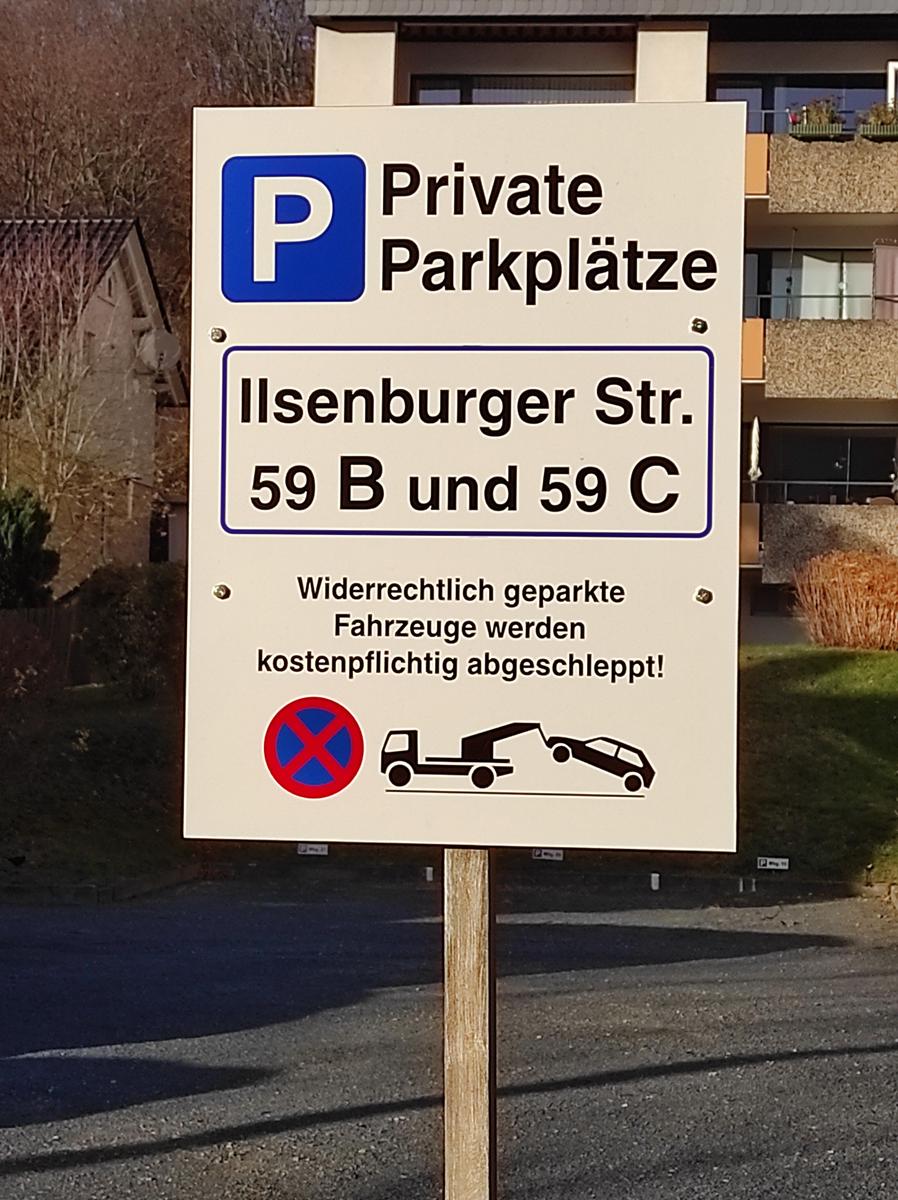 P Private
Parkplätze
Ilsenburger Str.
59 B und 59 C
Widerrechtlich geparkte
Fahrzeuge werden
kostenpflichtig abgeschleppt!
P
P
P